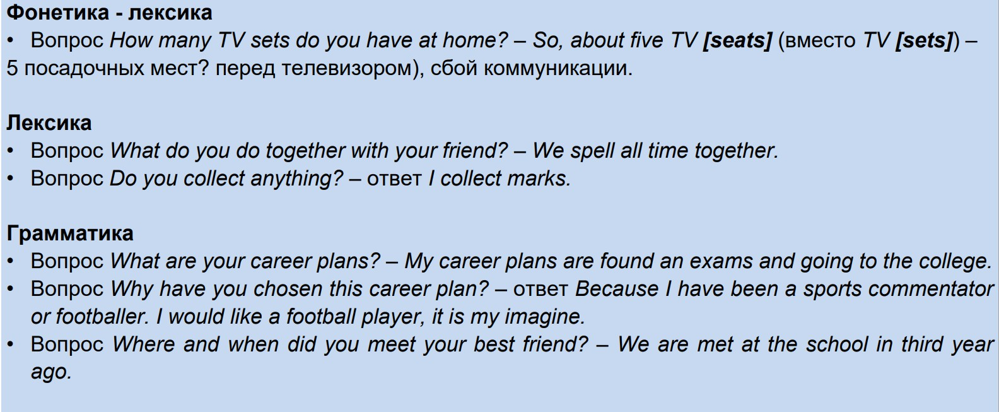 Фонетика - лексика
• Вопрос How many TV sets do you have at home? – So, about five TV [seats] (вместо TV [sets]) –
5 посадочных мест? перед телевизором), сбой коммуникации.
Лексика
• Вопрос What do you do together with your friend? – We spell all time together.
• Вопрос Do you collect anything? – ответ I collect marks.
Грамматика
• Вопрос What are your career plans? – My career plans are found an exams and going to the college.
• Вопрос Why have you chosen this career plan? – ответ Because I have been a sports commentator
or footballer. I would like a football player, it is my imagine.
• Вопрос Where and when did you meet your best friend? – We are met at the school in third year
ago.